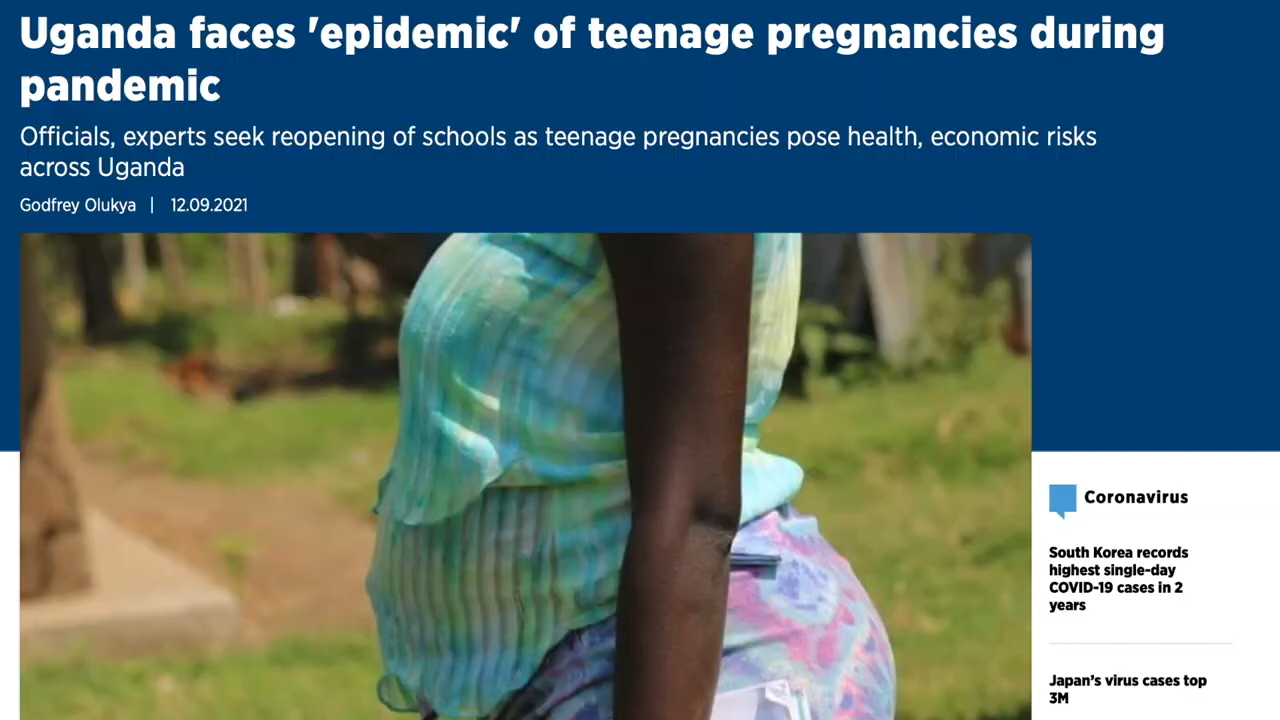 Uganda faces 'epidemic' of teenage pregnancies during
pandemic
Officials, experts seek reopening of schools as teenage pregnancies pose health, economic risks
across Uganda
Godfrey Olukya | 12.09.2021
Coronavirus
South Korea records
highest single-day
COVID-19 cases in 2
years
Japan's virus cases top
3M